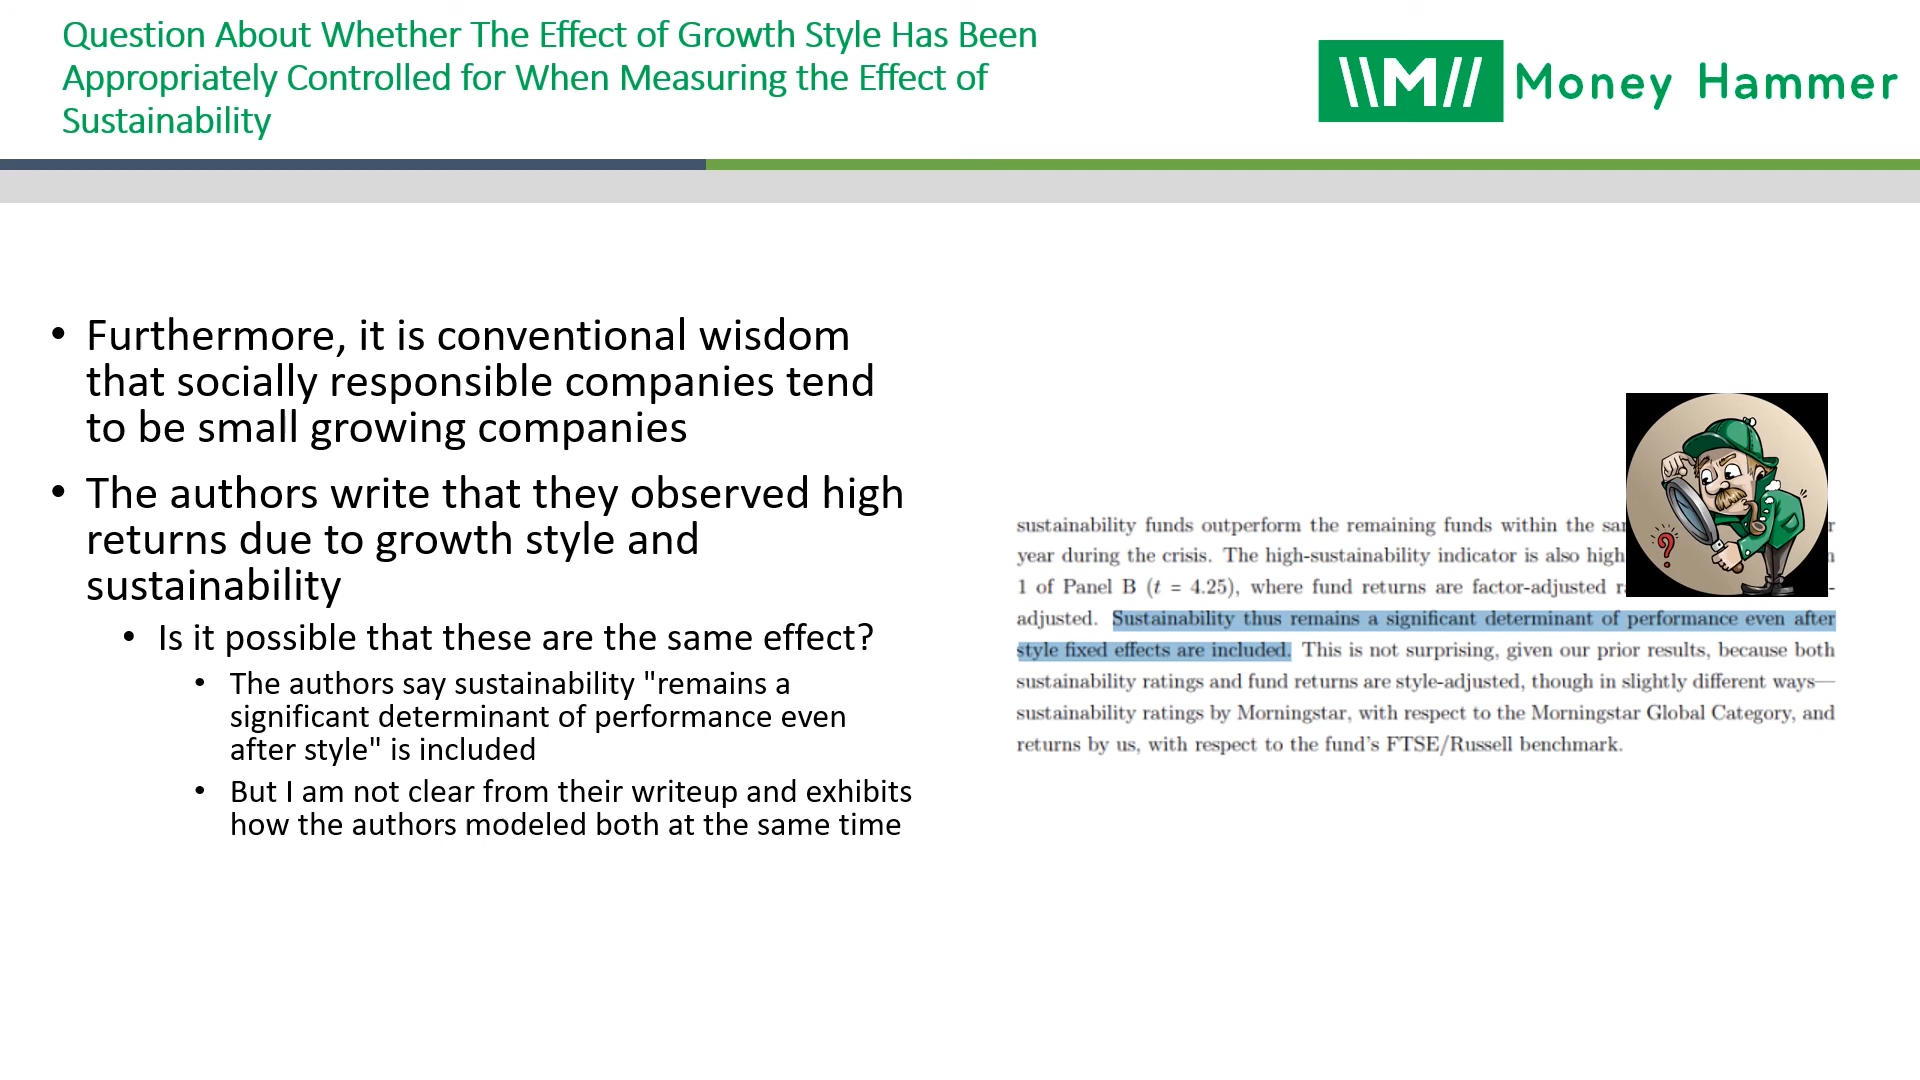 Question About Whether The Effect of Growth Style Has Been
Appropriately Controlled for When Measuring the Effect of
Sustainability
\\M// Money Hammer
• Furthermore, it is conventional wisdom
that socially responsible companies tend
to be small growing companies
• The authors write that they observed high
returns due to growth style and
sustainability
• Is it possible that these are the same effect?
• The authors say sustainability "remains a
significant determinant of performance even
after style" is included
• But I am not clear from their writeup and exhibits
how the authors modeled both at the same time
sustainability funds outperform the remaining funds within the
year during the crisis. The high-sustainability indicator is also
1 of Panel B (t = 4.25), where fund returns are factor-adjusted
adjusted. Sustainability thus remains a significant determinant of performance even after
style fixed effects are included. This is not surprising, given our prior results, because both
sustainability ratings and fund returns are style-adjusted, though in slightly different ways—
sustainability ratings by Morningstar, with respect to the Morningstar Global Category, and
returns by us, with respect to the fund's FTSE/Russell benchmark.
?